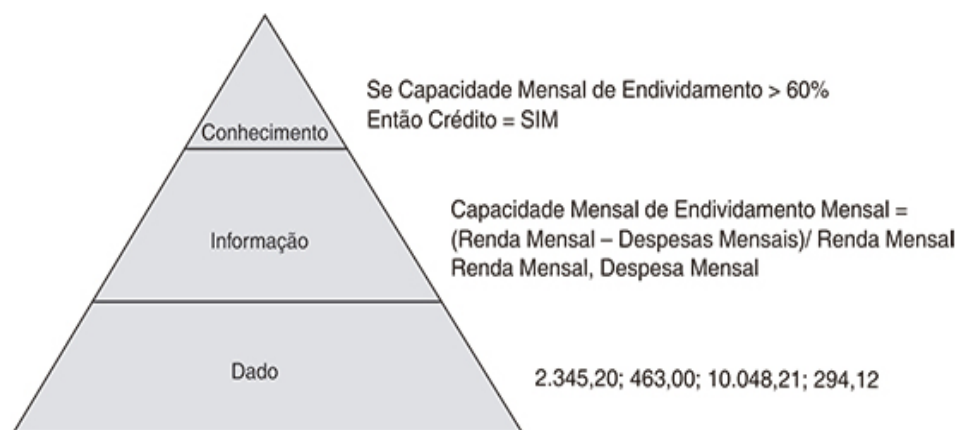 Se Capacidade Mensal de Endividamento > 60%
Então Crédito = SIM
Conhecimento
Capacidade Mensal de Endividamento Mensal =
(Renda Mensal – Despesas Mensais)/ Renda Mensal
Renda Mensal, Despesa Mensal
Informação
Dado
2.345,20; 463,00; 10.048,21; 294,12